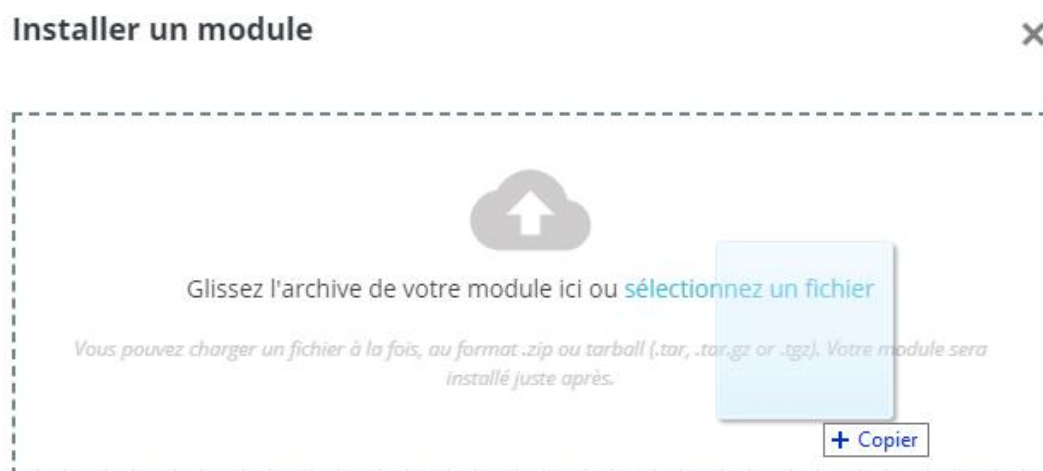 Installer un module
Glissez l'archive de votre module ici ou sélectionnez un fichier
Vous pouvez charger un fichier à la fois, au format .zip ou tarball (.tar, .tar.gz or .tgz). Votre module sera
installé juste après.
+ Copier